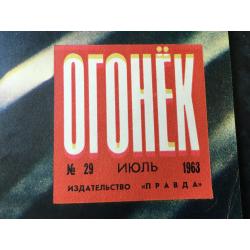 ОГОНЁК
№ 29 ИЮЛЬ 1963
ИЗДАТЕЛЬСТВО «ПРАВДА»